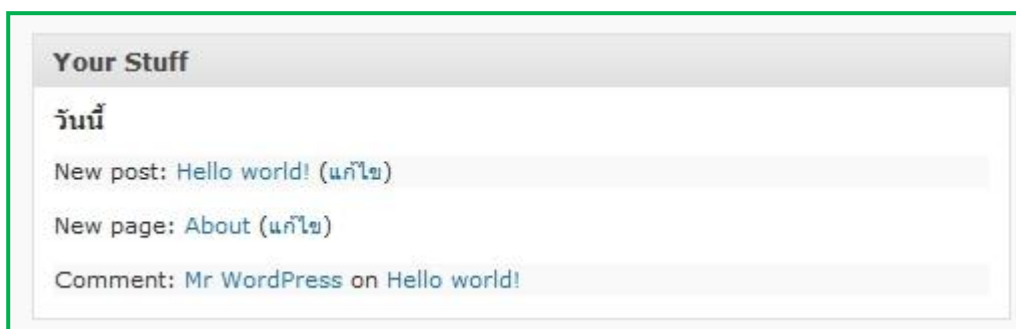 Your Stuff
วันนี้
New post: Hello world! (แก้ไข)
New page: About (แก้ไข)
Comment: Mr WordPress on Hello world!